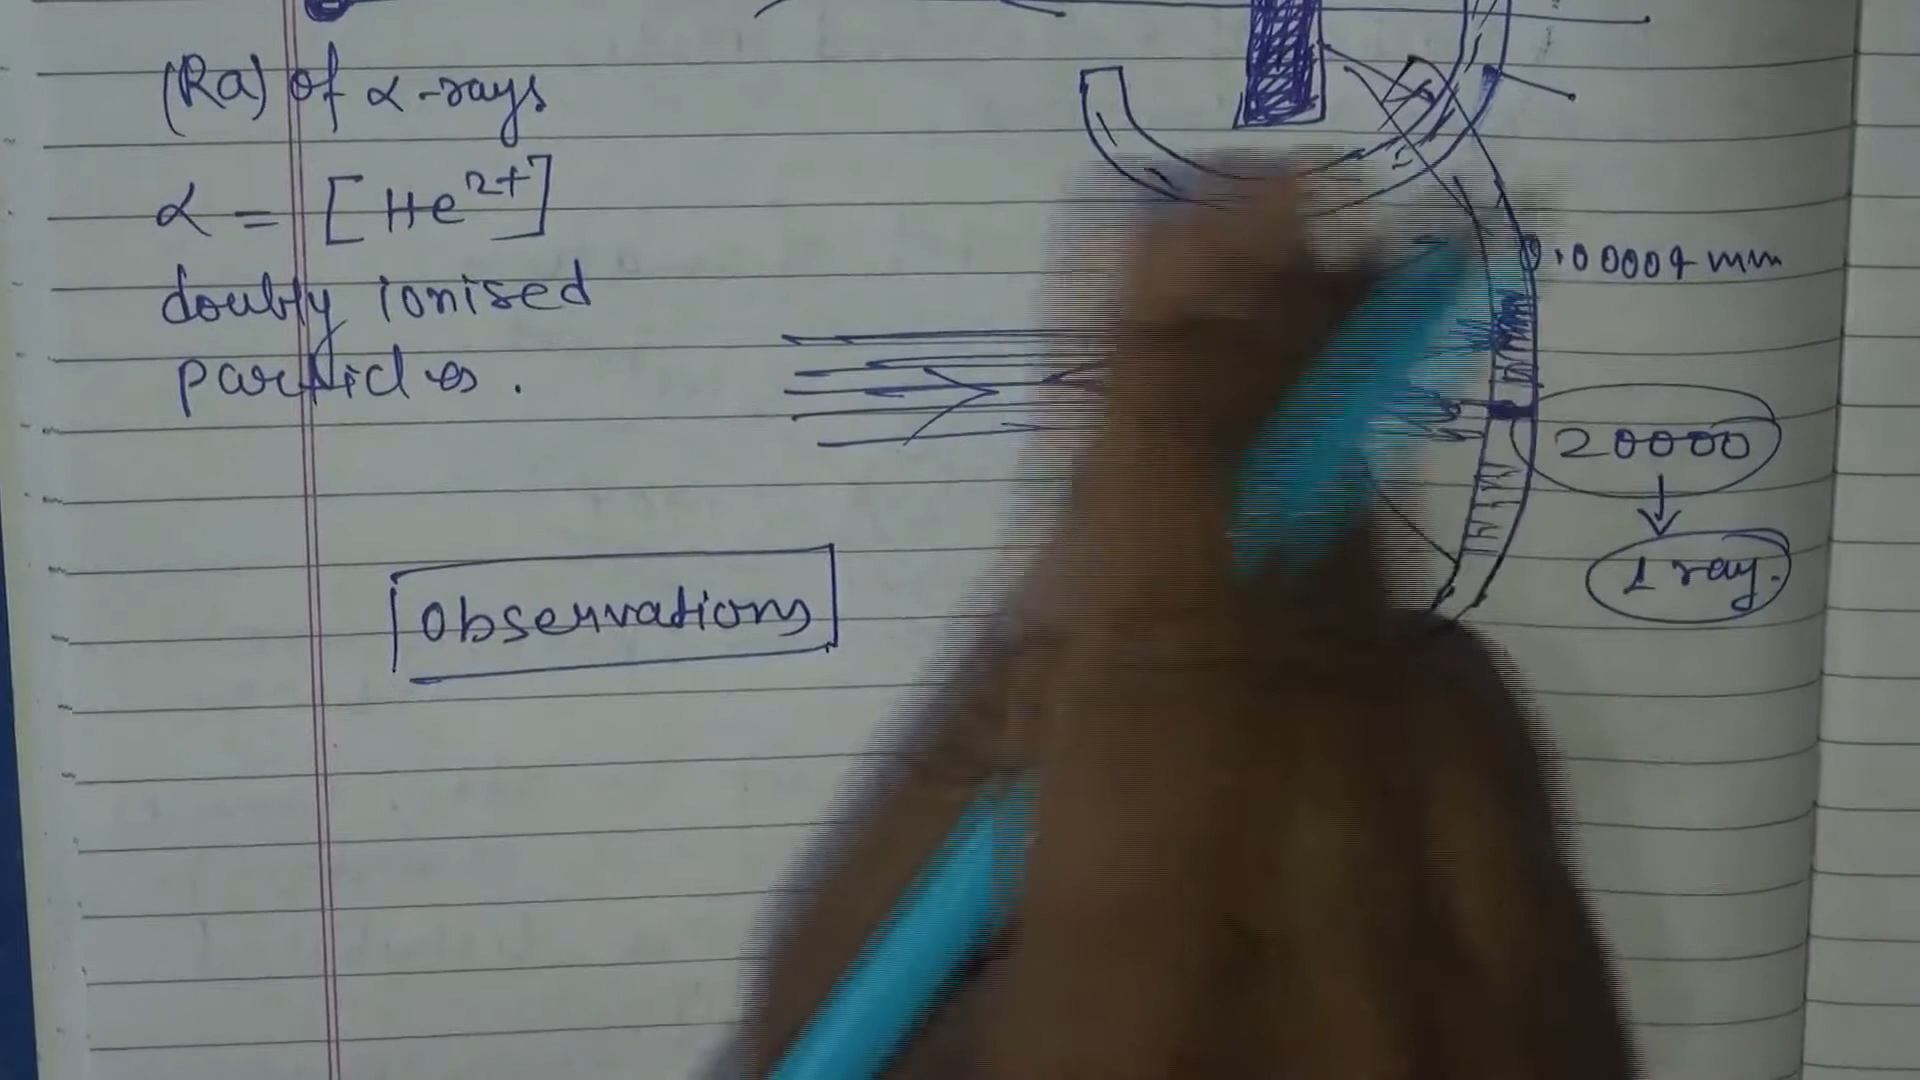 (Ra) of α-rays
α = [He²⁺]
doubly ionised
particles.
0.00004 mm
20000
1 ray.
Observations